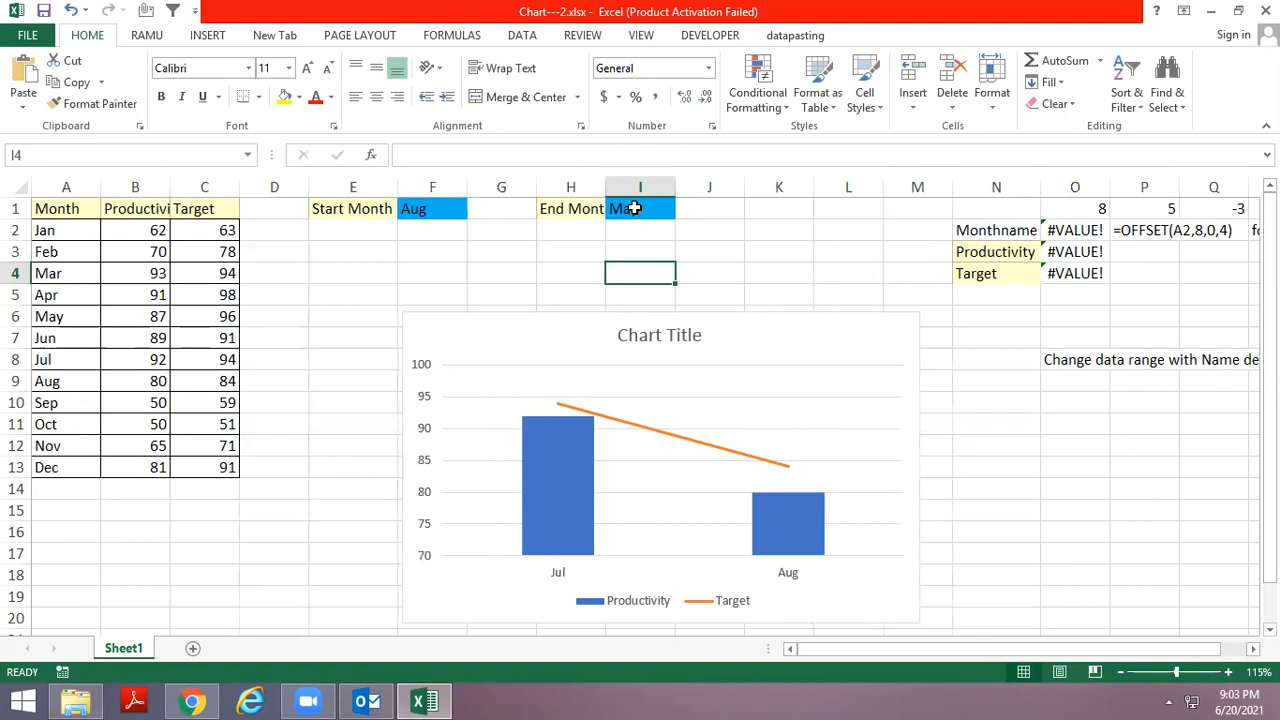 Chart---2.xlsx - Excel (Product Activation Failed)
FILE HOME RAMU INSERT New Tab PAGE LAYOUT FORMULAS DATA REVIEW VIEW DEVELOPER datapasting Sign in
Paste Cut Copy Format Painter
Calibri 11 B I U A
Wrap Text Merge & Center
General $ % ,
Conditional Formatting Format as Table Cell Styles
Insert Delete Format
AutoSum Fill Clear Sort & Filter Find & Select
Clipboard Font Alignment Number Styles Cells Editing
I4 fx
A B C D E F G H I J K L M N O P Q
1 Month Productivi Target Start Month Aug End Mont 8 5 -3
2 Jan 62 63 Monthname #VALUE! =OFFSET(A2,8,0,4)
3 Feb 70 78 Productivity #VALUE!
4 Mar 93 94 Target #VALUE!
5 Apr 91 98
6 May 87 96
7 Jun 89 91
8 Jul 92 94 Change data range with Name de
9 Aug 80 84
10 Sep 50 59
11 Oct 50 51
12 Nov 65 71
13 Dec 81 91
14
15
16
17
18
19
20
Chart Title
100
95
90
85
80
75
70
Jul Aug
Productivity Target
Sheet1
READY 115%
9:03 PM
6/20/2021